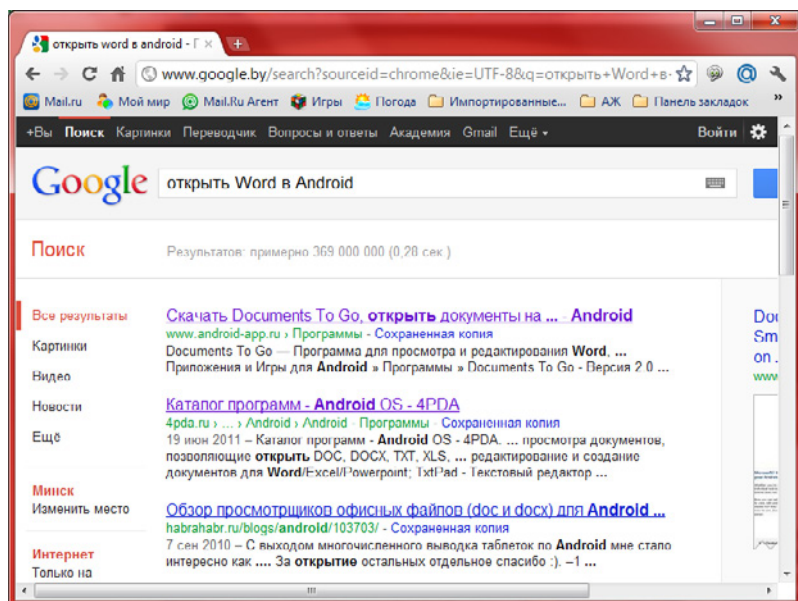 открыть word в android - П
www.google.by/search?sourceid=chrome&ie=UTF-8&q=открыть+Word+в-
Mail.ru Мой мир Mail.Ru Агент Игры Погода Импортированные... АЖ Панель закладок »
+Вы Поиск Картинки Переводчик Вопросы и ответы Академия Gmail Ещё Войти
Google открыть Word в Android
Поиск Результатов: примерно 369 000 000 (0,28 сек.)
Все результаты
Картинки
Видео
Новости
Ещё
Минск
Изменить место
Интернет
Только на
Скачать Documents To Go, открыть документы на ... - Android
www.android-app.ru › Программы - Сохраненная копия
Documents To Go — Программа для просмотра и редактирования Word, ...
Приложения и Игры для Android » Программы » Documents To Go - Версия 2.0 ...
Каталог программ - Android OS - 4PDA
4pda.ru › ... › Android › Android - Программы - Сохраненная копия
19 июн 2011 – Каталог программ - Android OS - 4PDA. ... просмотра документов,
позволяющие открыть DOC, DOCX, TXT, XLS, ... редактирование и создание
документов для Word/Excel/Powerpoint; TxtPad - Текстовый редактор ...
Обзор просмотрщиков офисных файлов (doc и docx) для Android ...
habrahabr.ru/blogs/android/103703/ - Сохраненная копия
7 сен 2010 – С выходом многочисленного выводка таблеток по Android мне стало
интересно как .... За открытие остальных отдельное спасибо :). –1 ...
Doc
Sm
on .
www